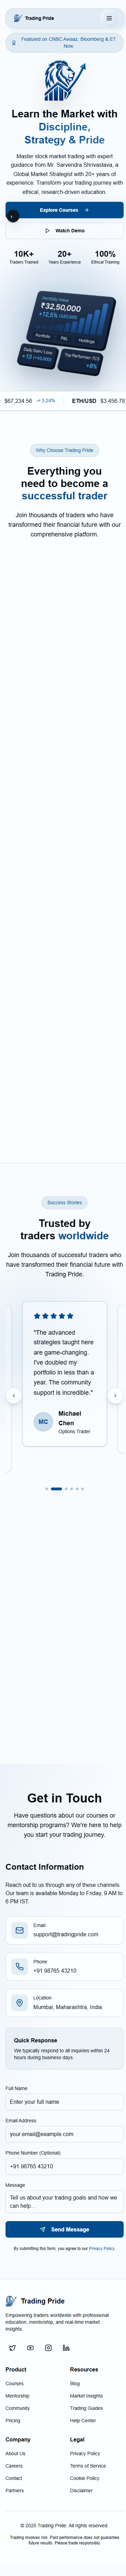 Trading Pride
Featured on CNBC Awaaz, Bloomberg & ET
Now
Learn the Market with
Discipline,
Strategy & Pride
Master stock market trading with expert
guidance from Mr. Sarvendra Shrivastava, a
Global Market Strategist with 20+ years of
experience. Transform your trading journey with
ethical, research-driven education.
Explore Courses
Watch Demo
10K+ 20+ 100%
Traders Trained Years Experience Ethical Training
Portfolio Value
₹32,50,000
+12,5%
Portfolio P&L Holdings
Daily Gain/Loss
Top Performer: TCS
+8%
$67,234.56 3.24% ETH/USD $3,456.78
Why Choose Trading Pride
Everything you
need to become a
successful trader
Join thousands of traders who have
transformed their financial future with our
comprehensive platform.
Success Stories
Trusted by
traders worldwide
Join thousands of successful traders who
have transformed their financial future with
Trading Pride.
"The advanced
strategies taught here
are game-changing.
I've doubled my
portfolio in less than a
year. The community
support is incredible."
MC
Michael
Chen
Options Trader
Get in Touch
Have questions about our courses or
mentorship programs? We're here to help
you start your trading journey.
Contact Information
Reach out to us through any of these channels.
Our team is available Monday to Friday, 9 AM to
6 PM IST.
Email
support@tradingpride.com
Phone
+91 98765 43210
Location
Mumbai, Maharashtra, India
Quick Response
We typically respond to all inquiries within 24
hours during business days.
Full Name
Enter your full name
Email Address
your.email@example.com
Phone Number (Optional)
+91 98765 43210
Message
Tell us about your trading goals and how we
can help...
Send Message
By submitting this form, you agree to our Privacy Policy.
Trading Pride
Empowering traders worldwide with professional
education, mentorship, and real-time market
insights.
Product Resources
Courses Blog
Mentorship Market Insights
Community Trading Guides
Pricing Help Center
Company Legal
About Us Privacy Policy
Careers Terms of Service
Contact Cookie Policy
Partners Disclaimer
© 2025 Trading Pride. All rights reserved.
Trading involves risk. Past performance does not guarantee
future results. Please trade responsibly.